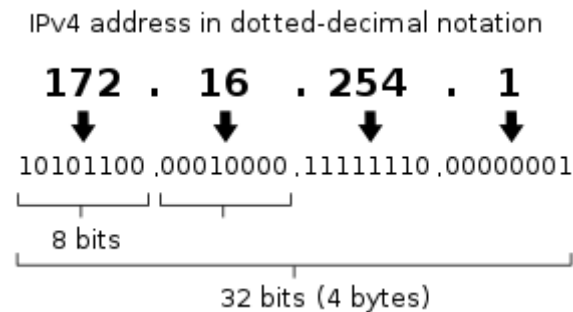 IPv4 address in dotted-decimal notation
172 . 16 . 254 . 1
10101100 .00010000 .11111110 .00000001
8 bits
32 bits (4 bytes)